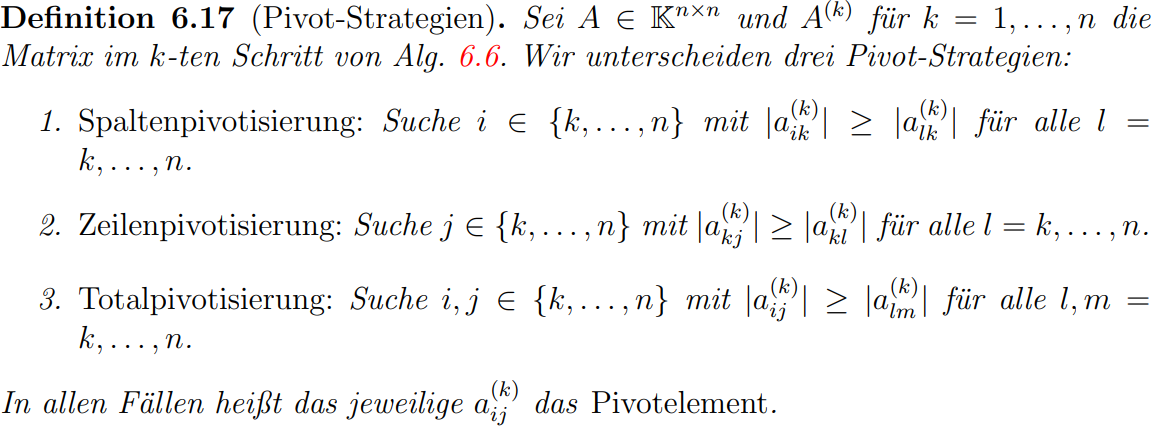 Definition 6.17 (Pivot-Strategien). Sei A ∈ 𝕂^{n×n} und A^{(k)} für k = 1, . . . , n die
Matrix im k-ten Schritt von Alg. 6.6. Wir unterscheiden drei Pivot-Strategien:
1. Spaltenpivotisierung: Suche i ∈ {k, . . . , n} mit |a_{ik}^{(k)}| ≥ |a_{lk}^{(k)}| für alle l =
k, . . . , n.
2. Zeilenpivotisierung: Suche j ∈ {k, . . . , n} mit |a_{kj}^{(k)}| ≥ |a_{kl}^{(k)}| für alle l = k, . . . , n.
3. Totalpivotisierung: Suche i, j ∈ {k, . . . , n} mit |a_{ij}^{(k)}| ≥ |a_{lm}^{(k)}| für alle l, m =
k, . . . , n.
In allen Fällen heißt das jeweilige a_{ij}^{(k)} das Pivotelement.